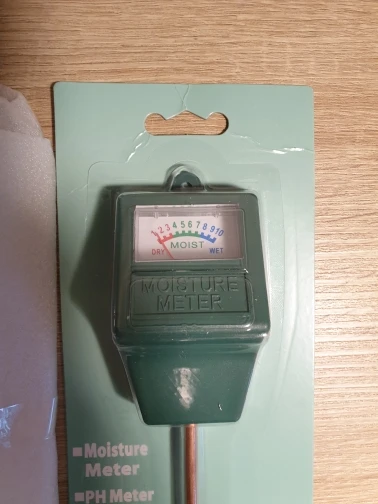 1 2 3 4 5 6 7 8 9 10
MOIST
DRY WET
MOISTURE
METER
■Moisture
Meter
■PH Meter